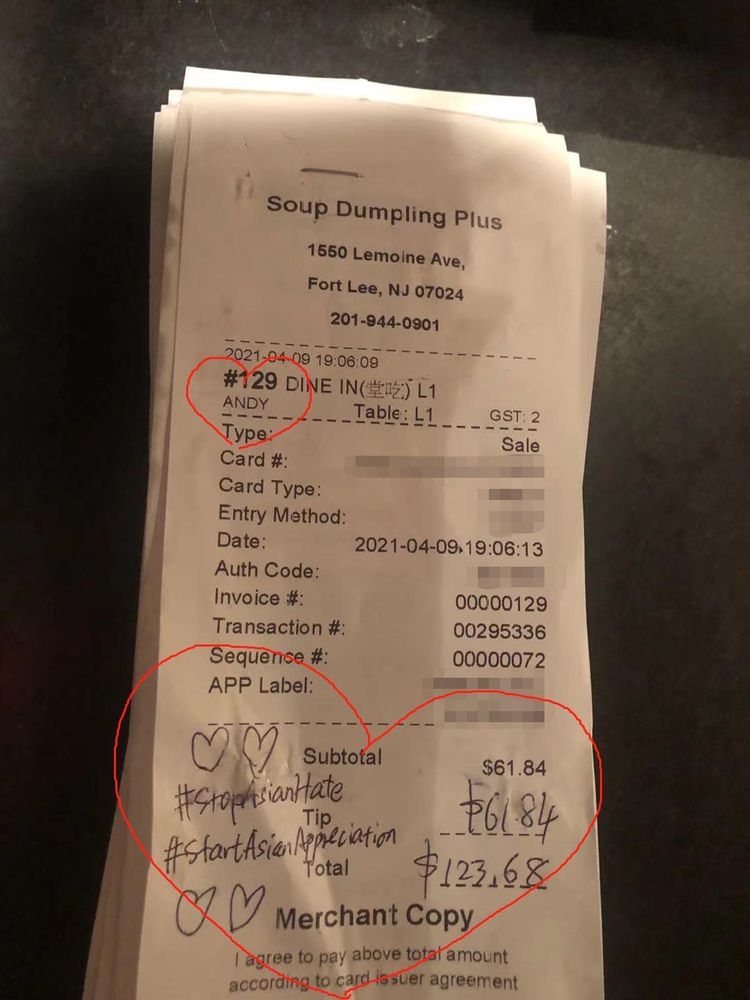 Soup Dumpling Plus
1550 Lemoine Ave,
Fort Lee, NJ 07024
201-944-0901
2021-04-09 19:06:09
#129 DINE IN(堂吃) L1
ANDY Table: L1 GST: 2
Type: Sale
Card #:
Card Type:
Entry Method:
Date: 2021-04-09 19:06:13
Auth Code:
Invoice #: 00000129
Transaction #: 00295336
Sequence #: 00000072
APP Label:
Subtotal $61.84
#StopAsianHate
Tip $61.84
#StartAsianAppreciation
Total $123.68
Merchant Copy
I agree to pay above total amount
according to card issuer agreement